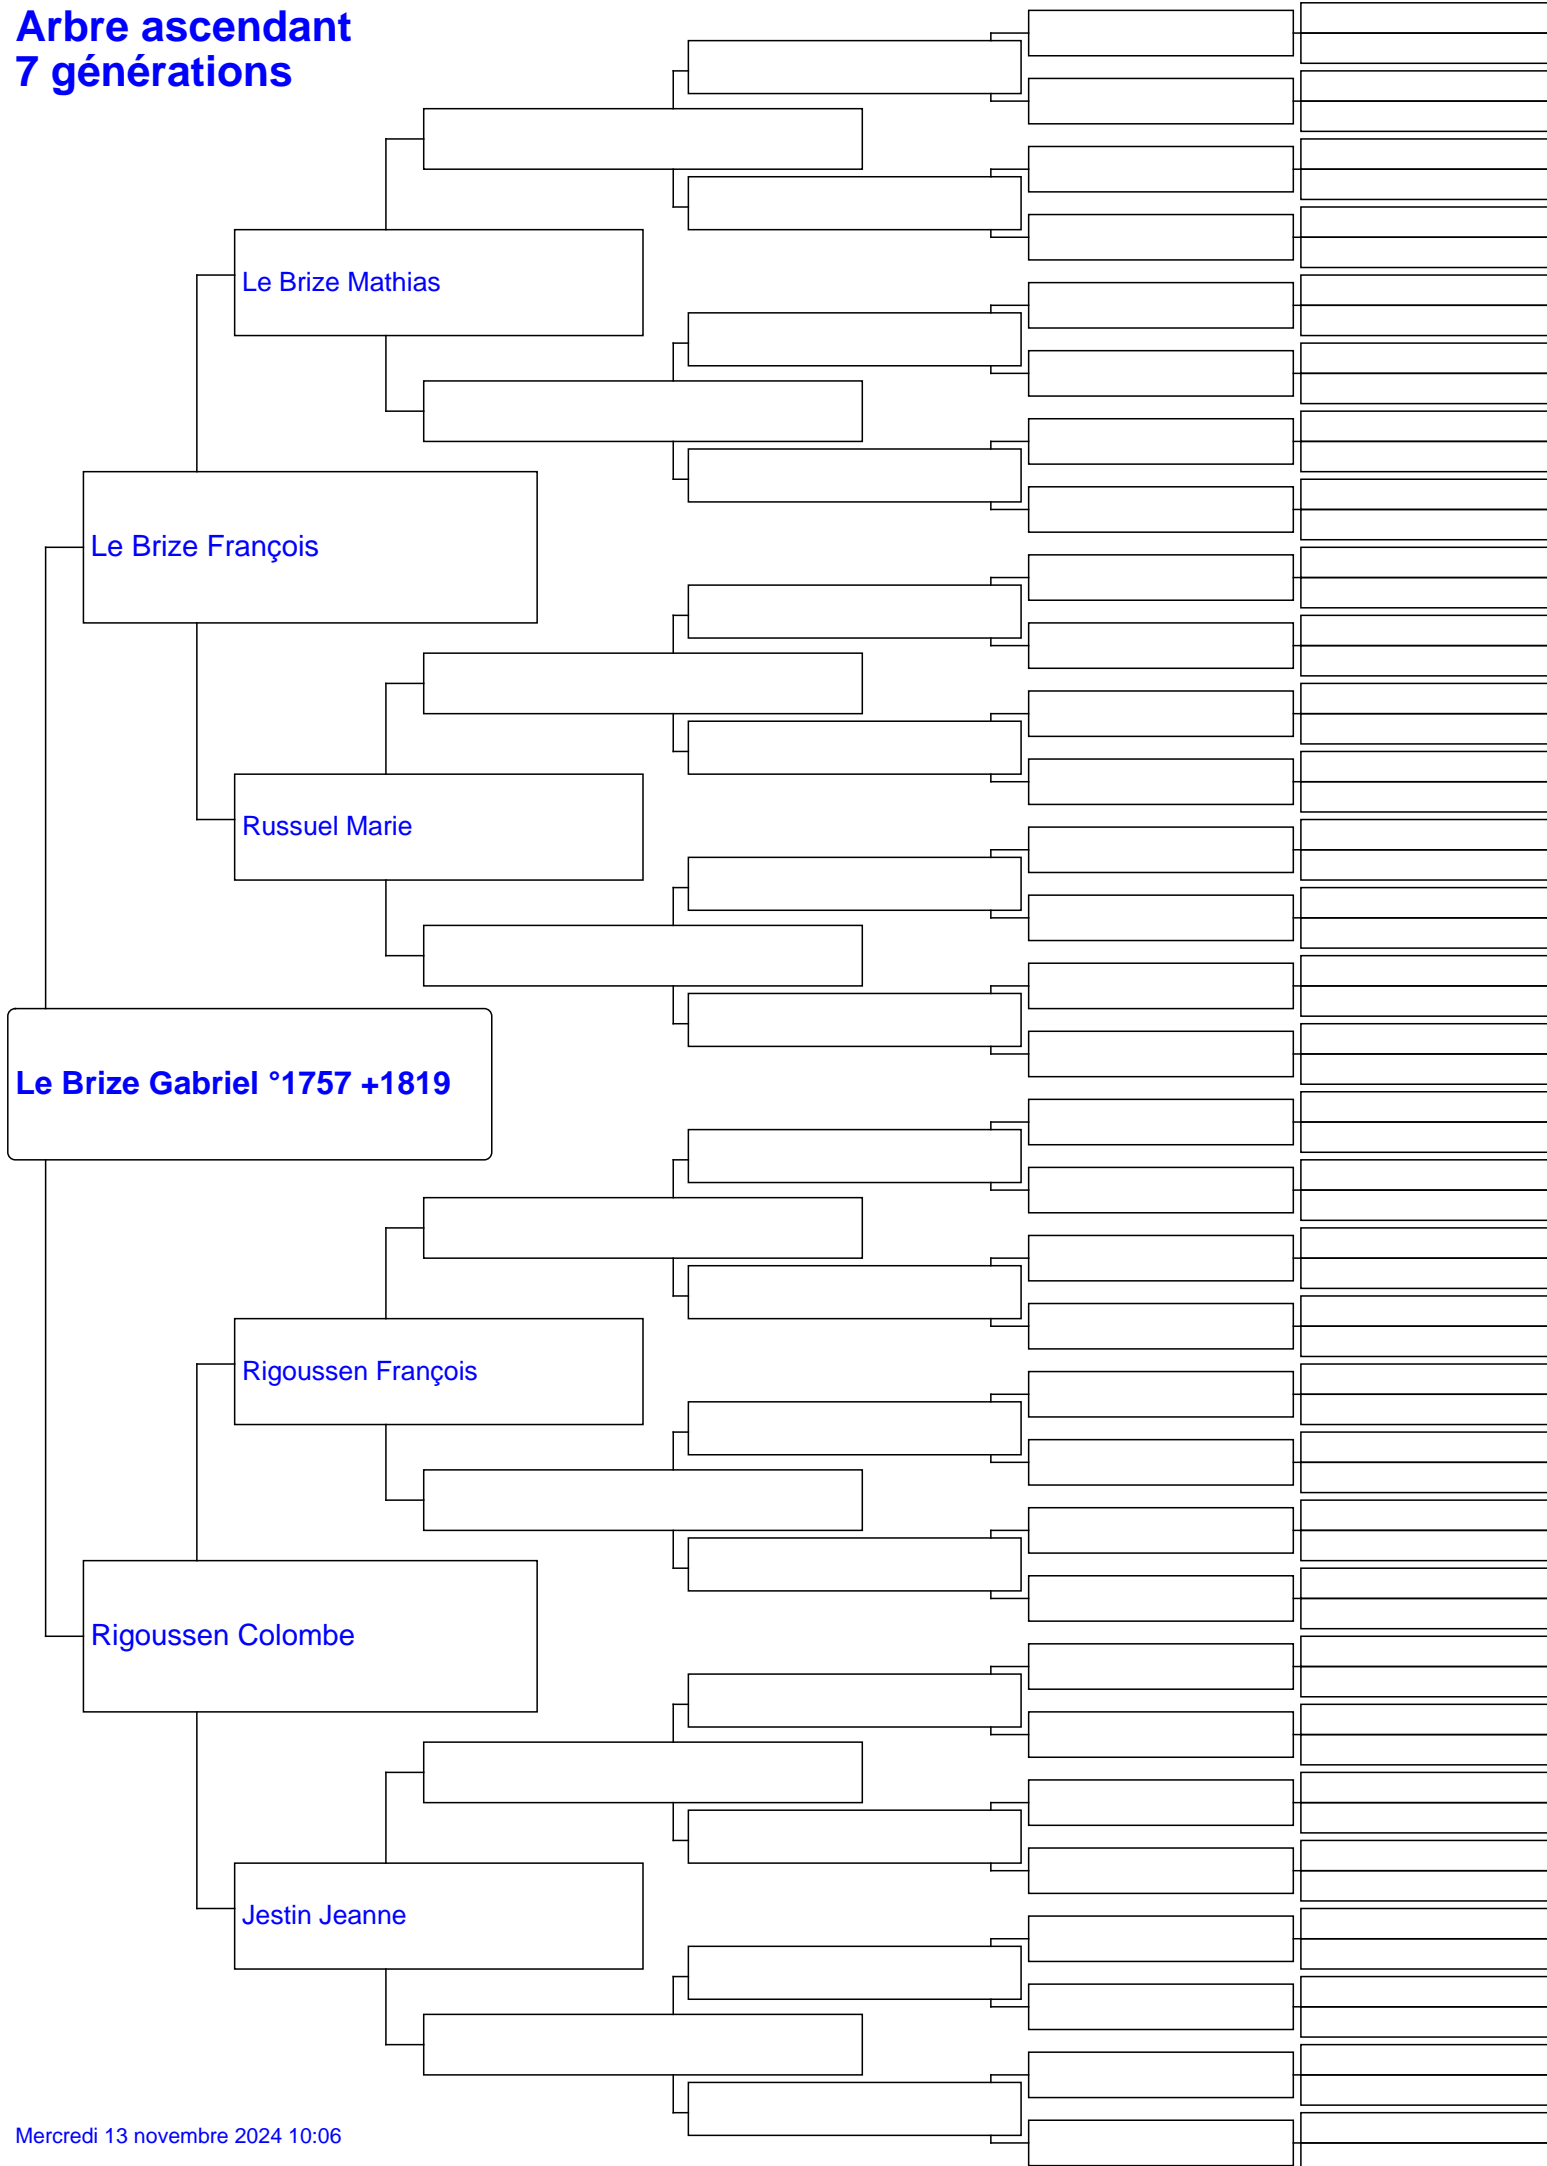 Arbre ascendant
7 générations
Le Brize Mathias
Le Brize François
Russuel Marie
Le Brize Gabriel °1757 +1819
Rigoussen François
Rigoussen Colombe
Jestin Jeanne
Mercredi 13 novembre 2024 10:06